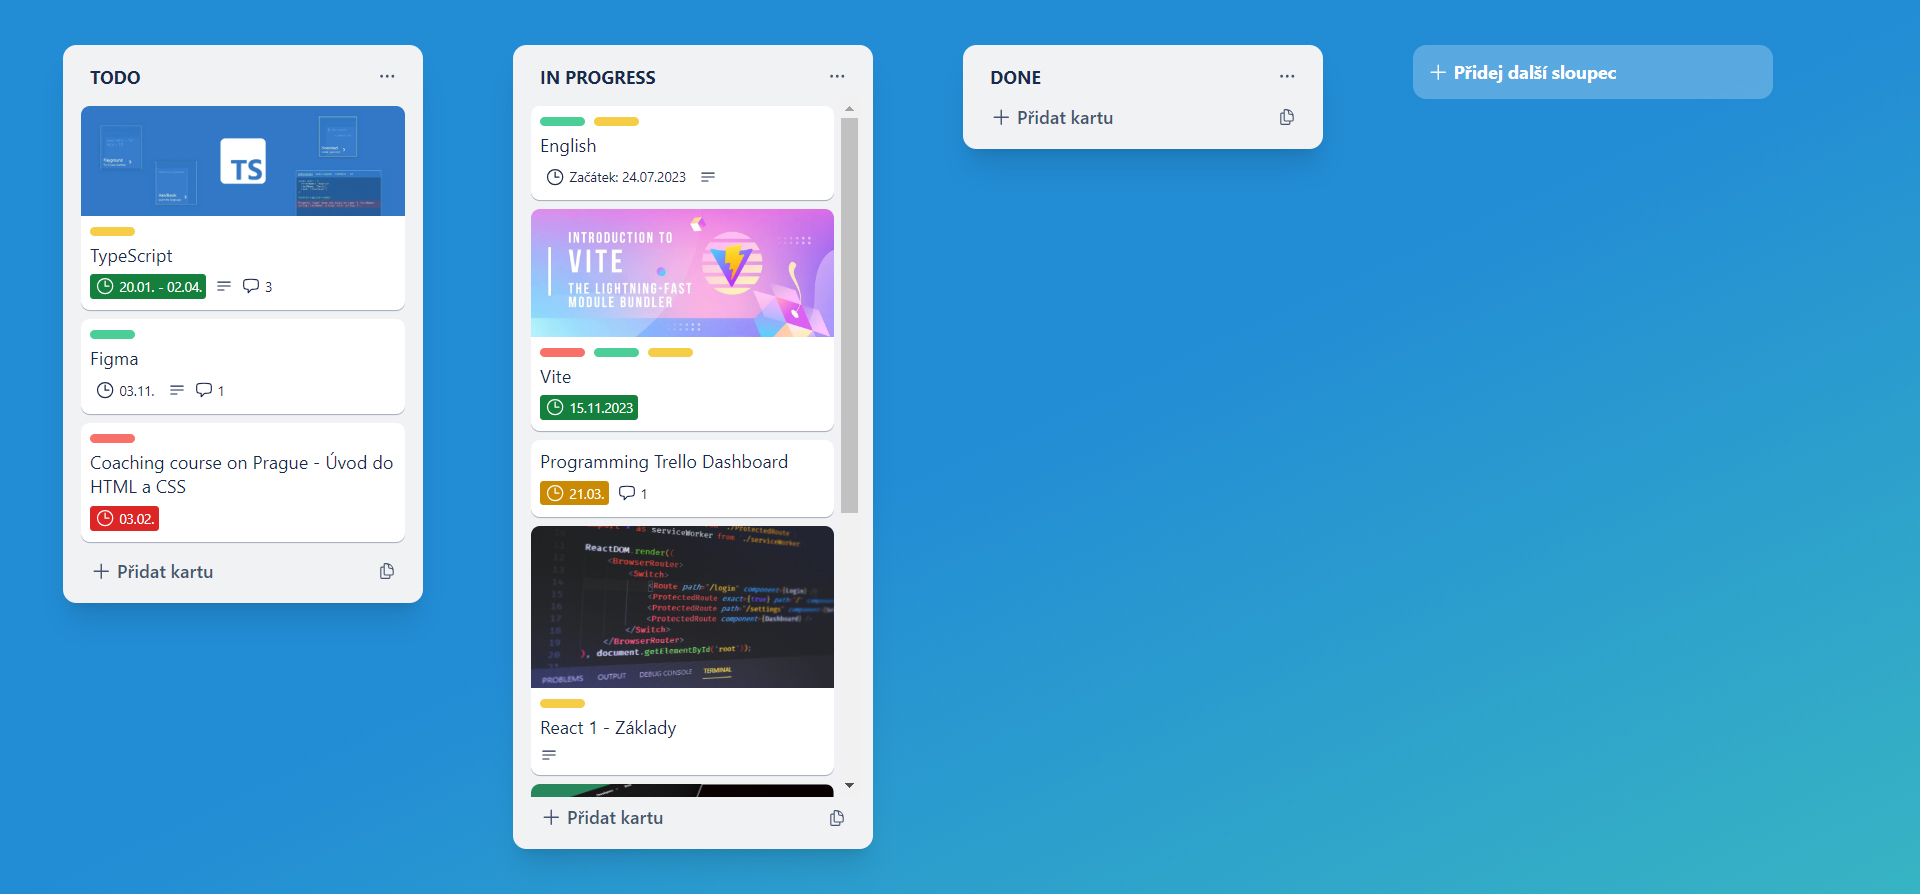 TODO
TS
TypeScript
20.01. - 02.04.
3
Figma
03.11.
1
Coaching course on Prague - Úvod do
HTML a CSS
03.02.
Přidat kartu
IN PROGRESS
English
Začátek: 24.07.2023
INTRODUCTION TO
VITE
THE LIGHTNING-FAST
MODULE BUNDLER
Vite
15.11.2023
Programming Trello Dashboard
21.03.
1
as serviceWorker from './serviceWorker
ReactDOM.render((
<BrowserRouter>
<Switch>
<Route path="/login" component={Login}
<ProtectedRoute exact={true} path="/"
<ProtectedRoute path="/settings" component
<ProtectedRoute component={Dashboard} />
</Switch>
</BrowserRouter>
), document.getElementById('root'));
PROBLEMS OUTPUT DEBUG CONSOLE TERMINAL
React 1 - Základy
Přidat kartu
DONE
Přidat kartu
Přidej další sloupec